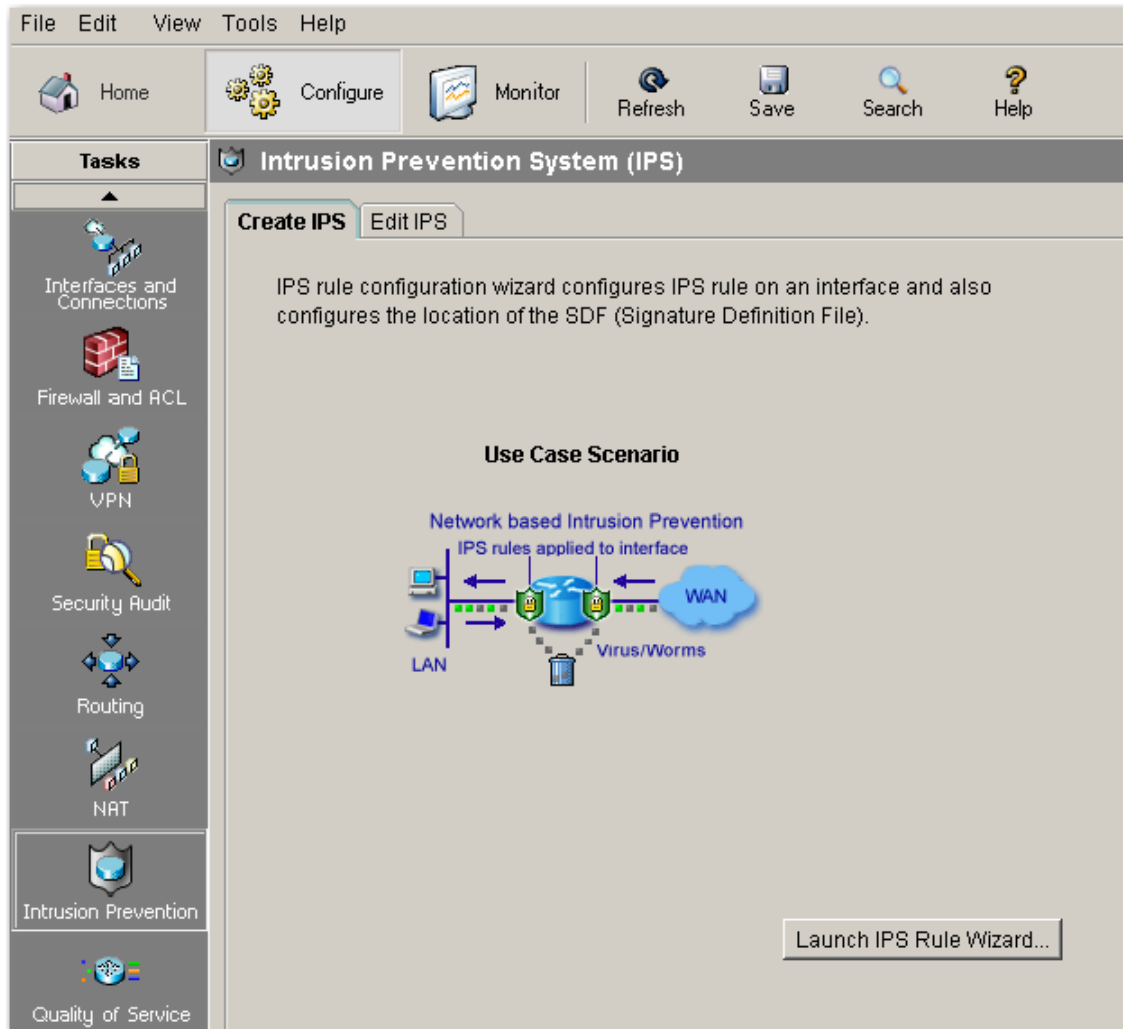 File Edit View Tools Help
Home Configure Monitor Refresh Save Search Help
Tasks
Intrusion Prevention System (IPS)
Create IPS Edit IPS
Interfaces and
Connections
Firewall and ACL
VPN
Security Audit
Routing
NAT
Intrusion Prevention
Quality of Service
IPS rule configuration wizard configures IPS rule on an interface and also
configures the location of the SDF (Signature Definition File).
Use Case Scenario
Network based Intrusion Prevention
IPS rules applied to interface
WAN
LAN
Virus/Worms
Launch IPS Rule Wizard...